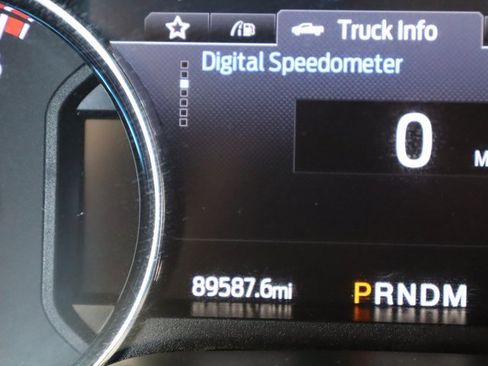 Truck Info
Digital Speedometer
0
M
89587.6mi
PRNDM